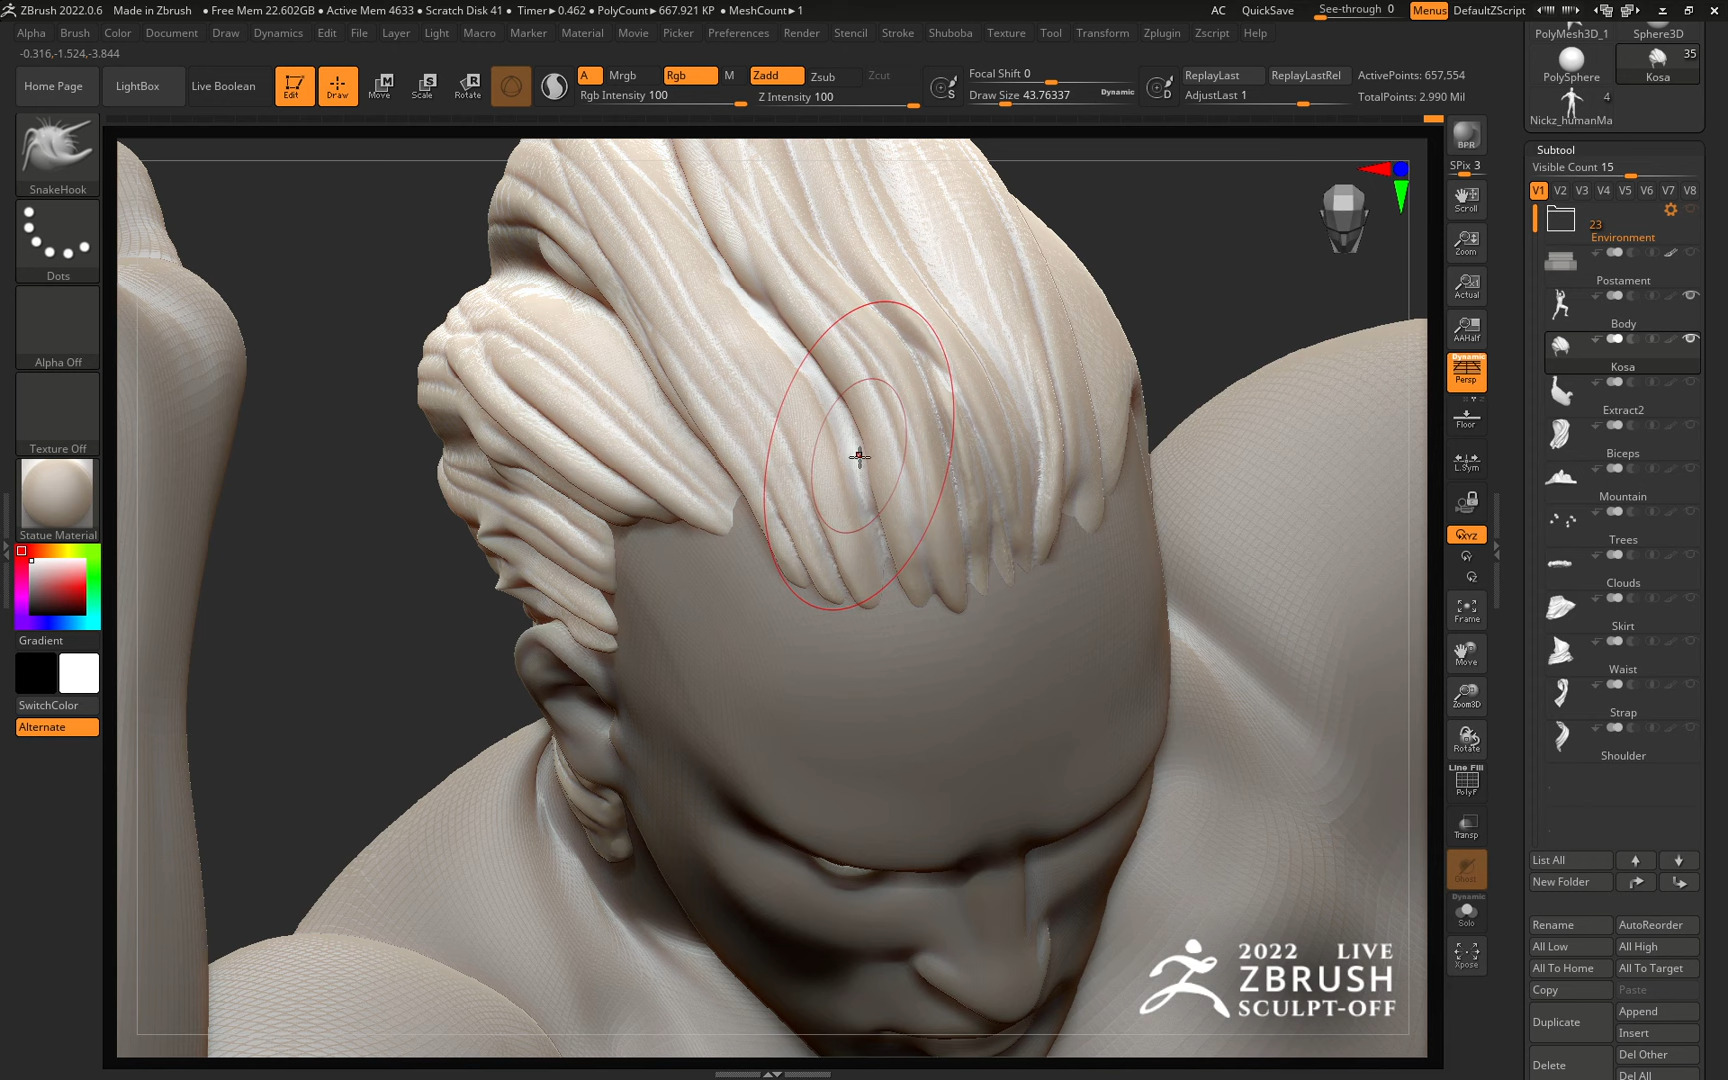 ZBrush 2022.0.6 Made in Zbrush • Free Mem 22.602GB • Active Mem 4633 • Scratch Disk 41 • Timer▸0.462 • PolyCount▸667.921 KP • MeshCount▸1 AC QuickSave See-through 0 Menus DefaultZScript
Alpha Brush Color Document Draw Dynamics Edit File Layer Light Macro Marker Material Movie Picker Preferences Render Shuboba Stencil Stroke Texture Tool Transform Zplugin Zscript Help
-0.316,-1.524,-3.844
Home Page LightBox Live Boolean Edit Draw Move Scale Rotate
A Mrgb Rgb M Zadd Zsub Zcut
Rgb Intensity 100 Z Intensity 100
S Focal Shift 0
Draw Size 43.76337 Dynamic
D ReplayLast ReplayLastRel ActivePoints: 657,554
AdjustLast 1 TotalPoints: 2.990 Mil
SnakeHook
Dots
Alpha Off
Texture Off
Statue Material
Gradient
SwitchColor
Alternate
2022 LIVE
ZBRUSH
SCULPT-OFF
BPR
SPix 3
Scroll
Zoom
Actual
AAHalf
Dynamic
Persp
Floor
L.Sym
XYZ
Y
Z
Frame
Move
Zoom3D
Rotate
Line Fill
PolyF
Transp
Ghost
Dynamic
Solo
Xpose
PolyMesh3D_1 Sphere3D
35
PolySphere Kosa
4
Nickz_humanMa
Subtool
Visible Count 15
V1 V2 V3 V4 V5 V6 V7 V8
23
Environment
Postament
Body
Kosa
Extract2
Biceps
Mountain
Trees
Clouds
Skirt
Waist
Strap
Shoulder
List All
New Folder
Rename AutoReorder
All Low All High
All To Home All To Target
Copy Paste
Duplicate Append
Insert
Delete Del Other
Del All